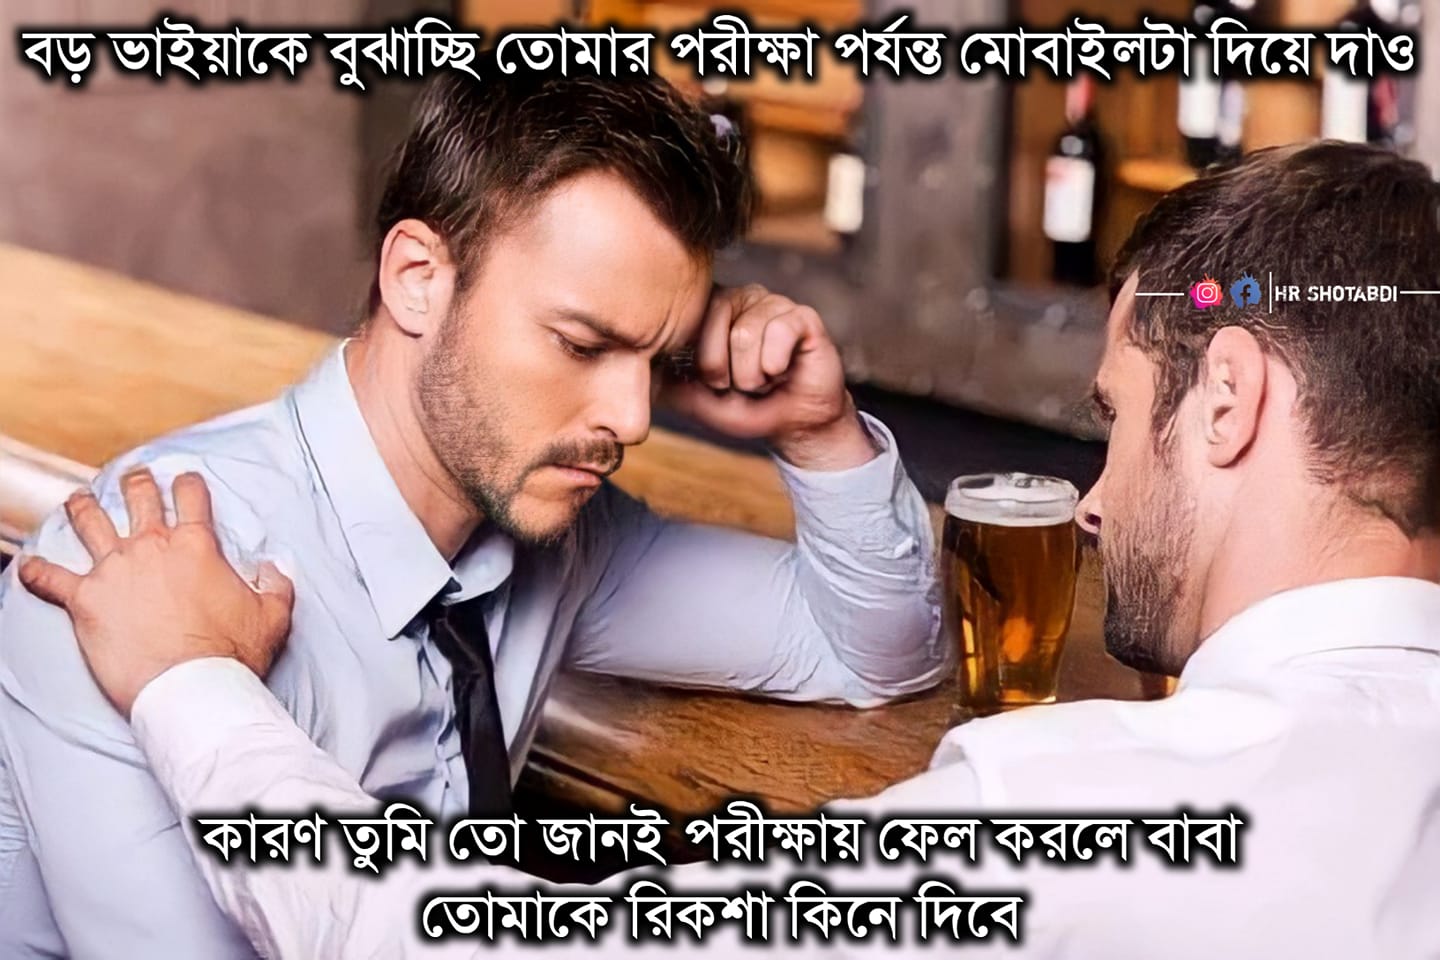 বড় ভাইয়াকে বুঝাচ্ছি তোমার পরীক্ষা পর্যন্ত মোবাইলটা দিয়ে দাও
HR SHOTABDI
কারণ তুমি তো জানই পরীক্ষায় ফেল করলে বাবা
তোমাকে রিকশা কিনে দিবে